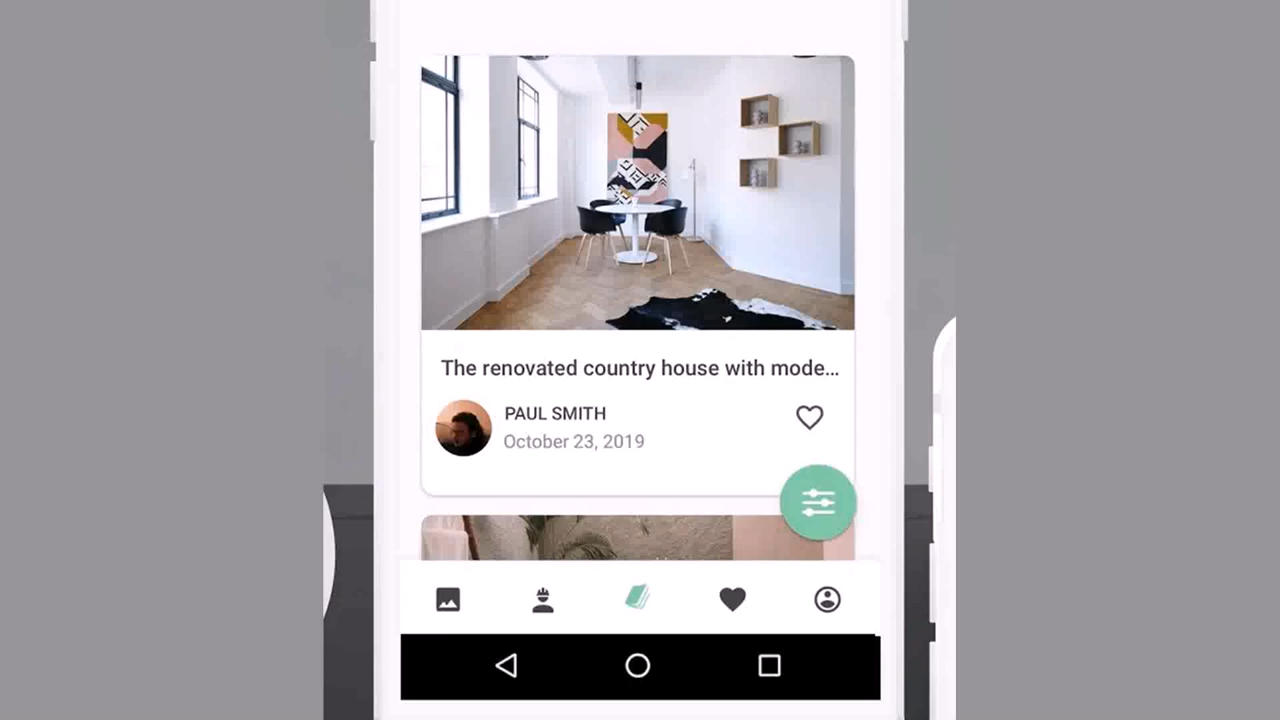 The renovated country house with mode...
PAUL SMITH
October 23, 2019